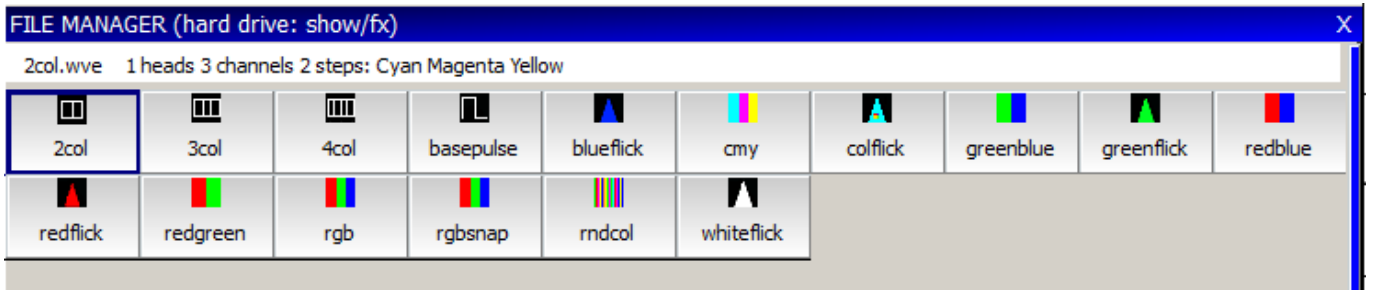 FILE MANAGER (hard drive: show/fx) X
2col.wve 1 heads 3 channels 2 steps: Cyan Magenta Yellow
2col 3col 4col basepulse blueflick cmy colflick greenblue greenflick redblue
redflick redgreen rgb rgbsnap rndcol whiteflick